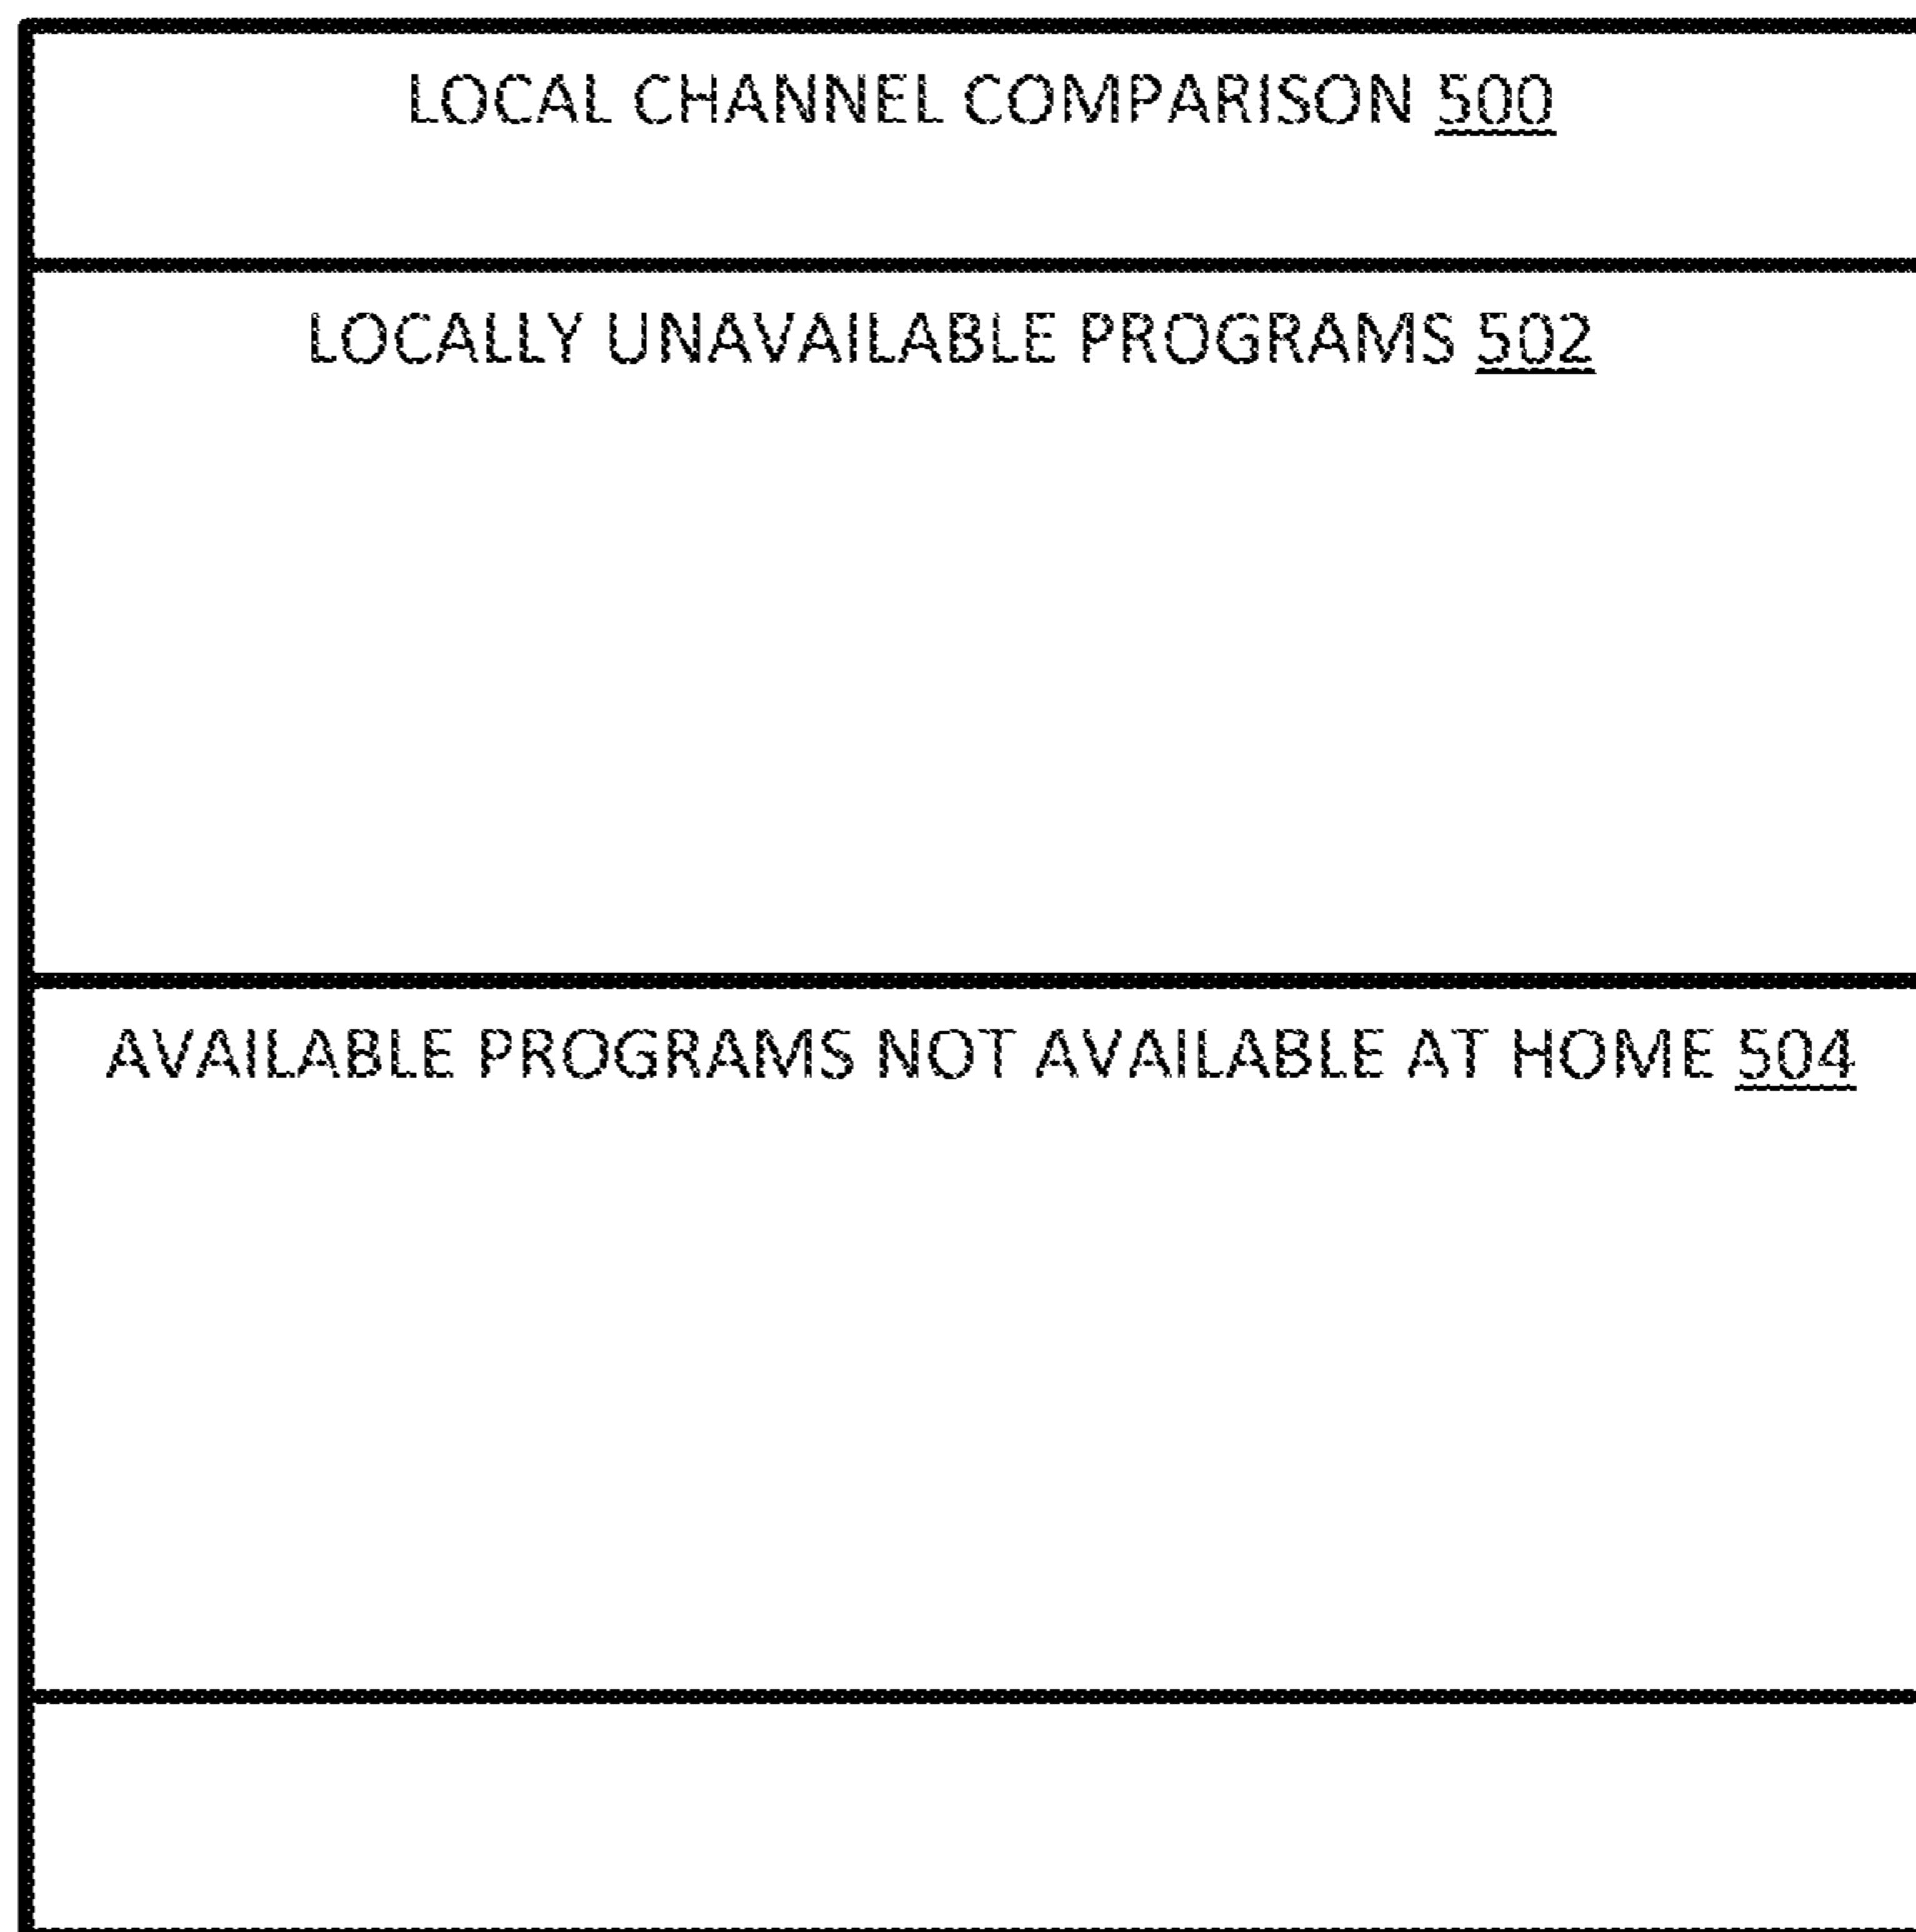 LOCAL CHANNEL COMPARISON 500
LOCALLY UNAVAILABLE PROGRAMS 502
AVAILABLE PROGRAMS NOT AVAILABLE AT HOME 504